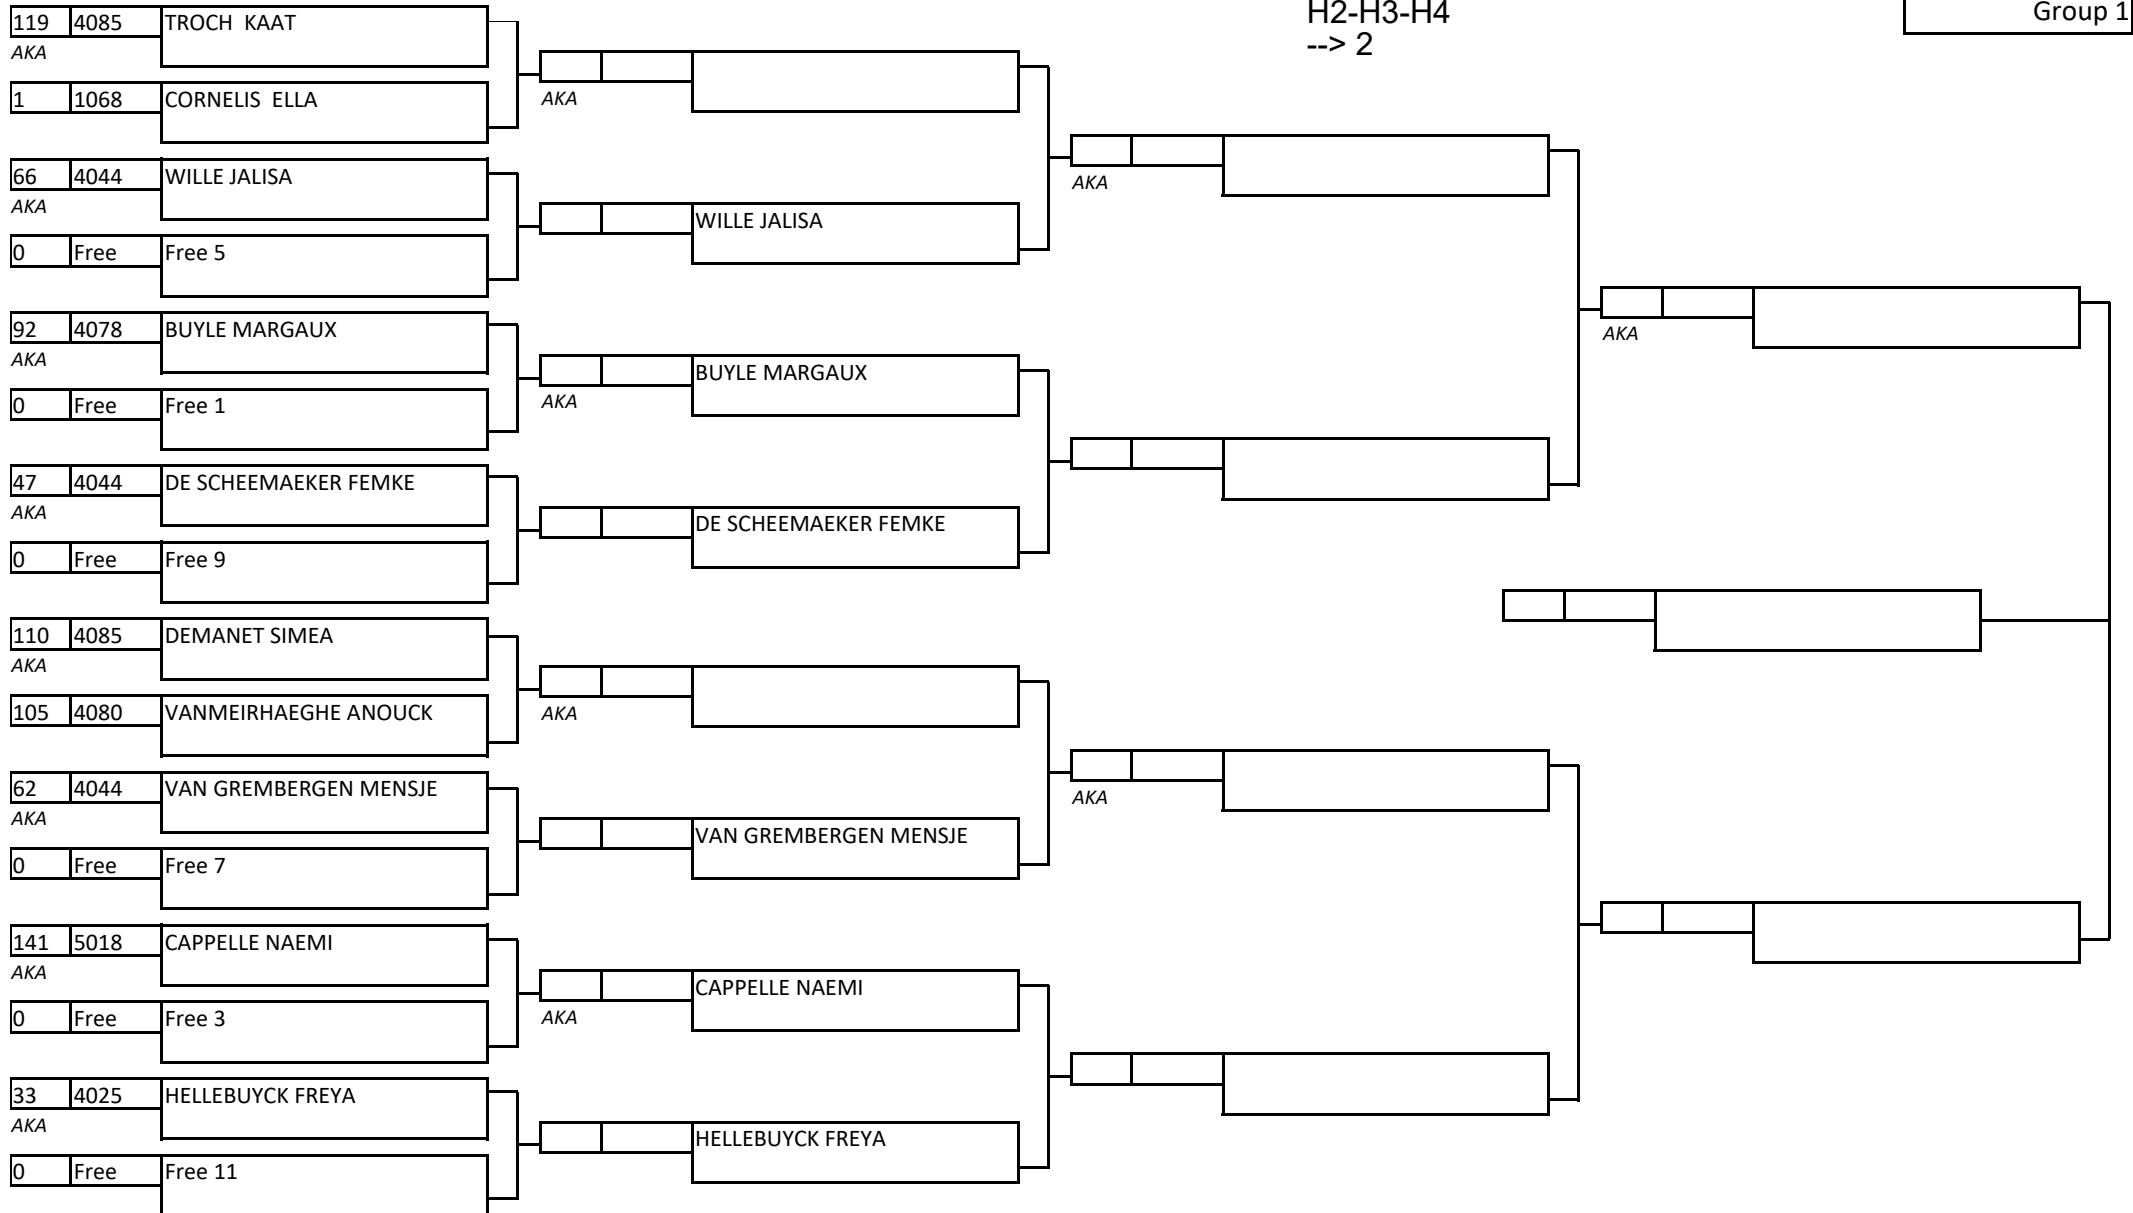 H2-H3-H4
--> 2
Group 1
119 4085 TROCH  KAAT
AKA
1 1068 CORNELIS  ELLA
66 4044 WILLE JALISA
AKA
0 Free Free 5
92 4078 BUYLE MARGAUX
AKA
0 Free Free 1
47 4044 DE SCHEEMAEKER FEMKE
AKA
0 Free Free 9
110 4085 DEMANET SIMEA
AKA
105 4080 VANMEIRHAEGHE ANOUCK
62 4044 VAN GREMBERGEN MENSJE
AKA
0 Free Free 7
141 5018 CAPPELLE NAEMI
AKA
0 Free Free 3
33 4025 HELLEBUYCK FREYA
AKA
0 Free Free 11
AKA
WILLE JALISA
BUYLE MARGAUX
AKA
DE SCHEEMAEKER FEMKE
AKA
VAN GREMBERGEN MENSJE
CAPPELLE NAEMI
AKA
HELLEBUYCK FREYA
AKA
AKA
AKA